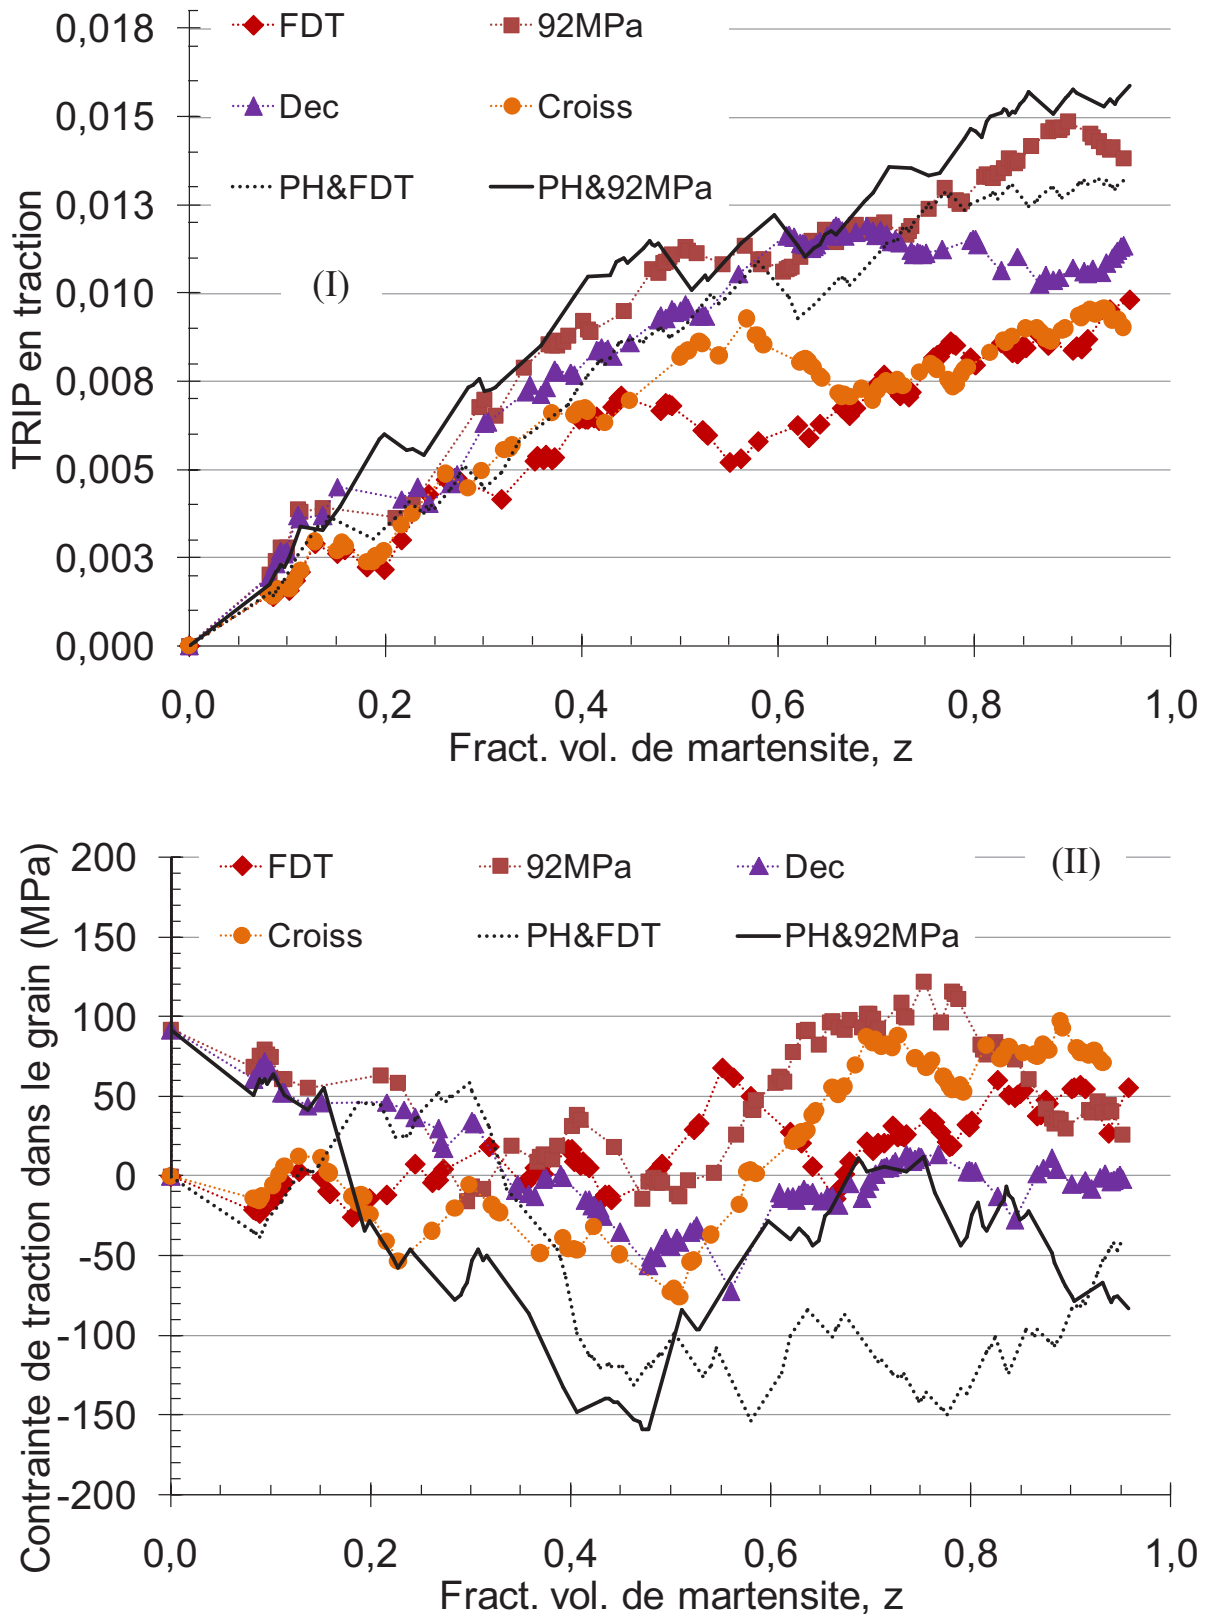 0,018
FDT
92MPa
0,015
Dec
Croiss
0,013
PH&FDT
PH&92MPa
TRIP en traction
(I)
0,010
0,008
0,005
0,003
0,000
0,0 0,2 0,4 0,6 0,8 1,0
Fract. vol. de martensite, z
200
FDT
92MPa
Dec
(II)
150
Croiss
PH&FDT
PH&92MPa
Contrainte de traction dans le grain (MPa)
100
50
0
-50
-100
-150
-200
0,0 0,2 0,4 0,6 0,8 1,0
Fract. vol. de martensite, z